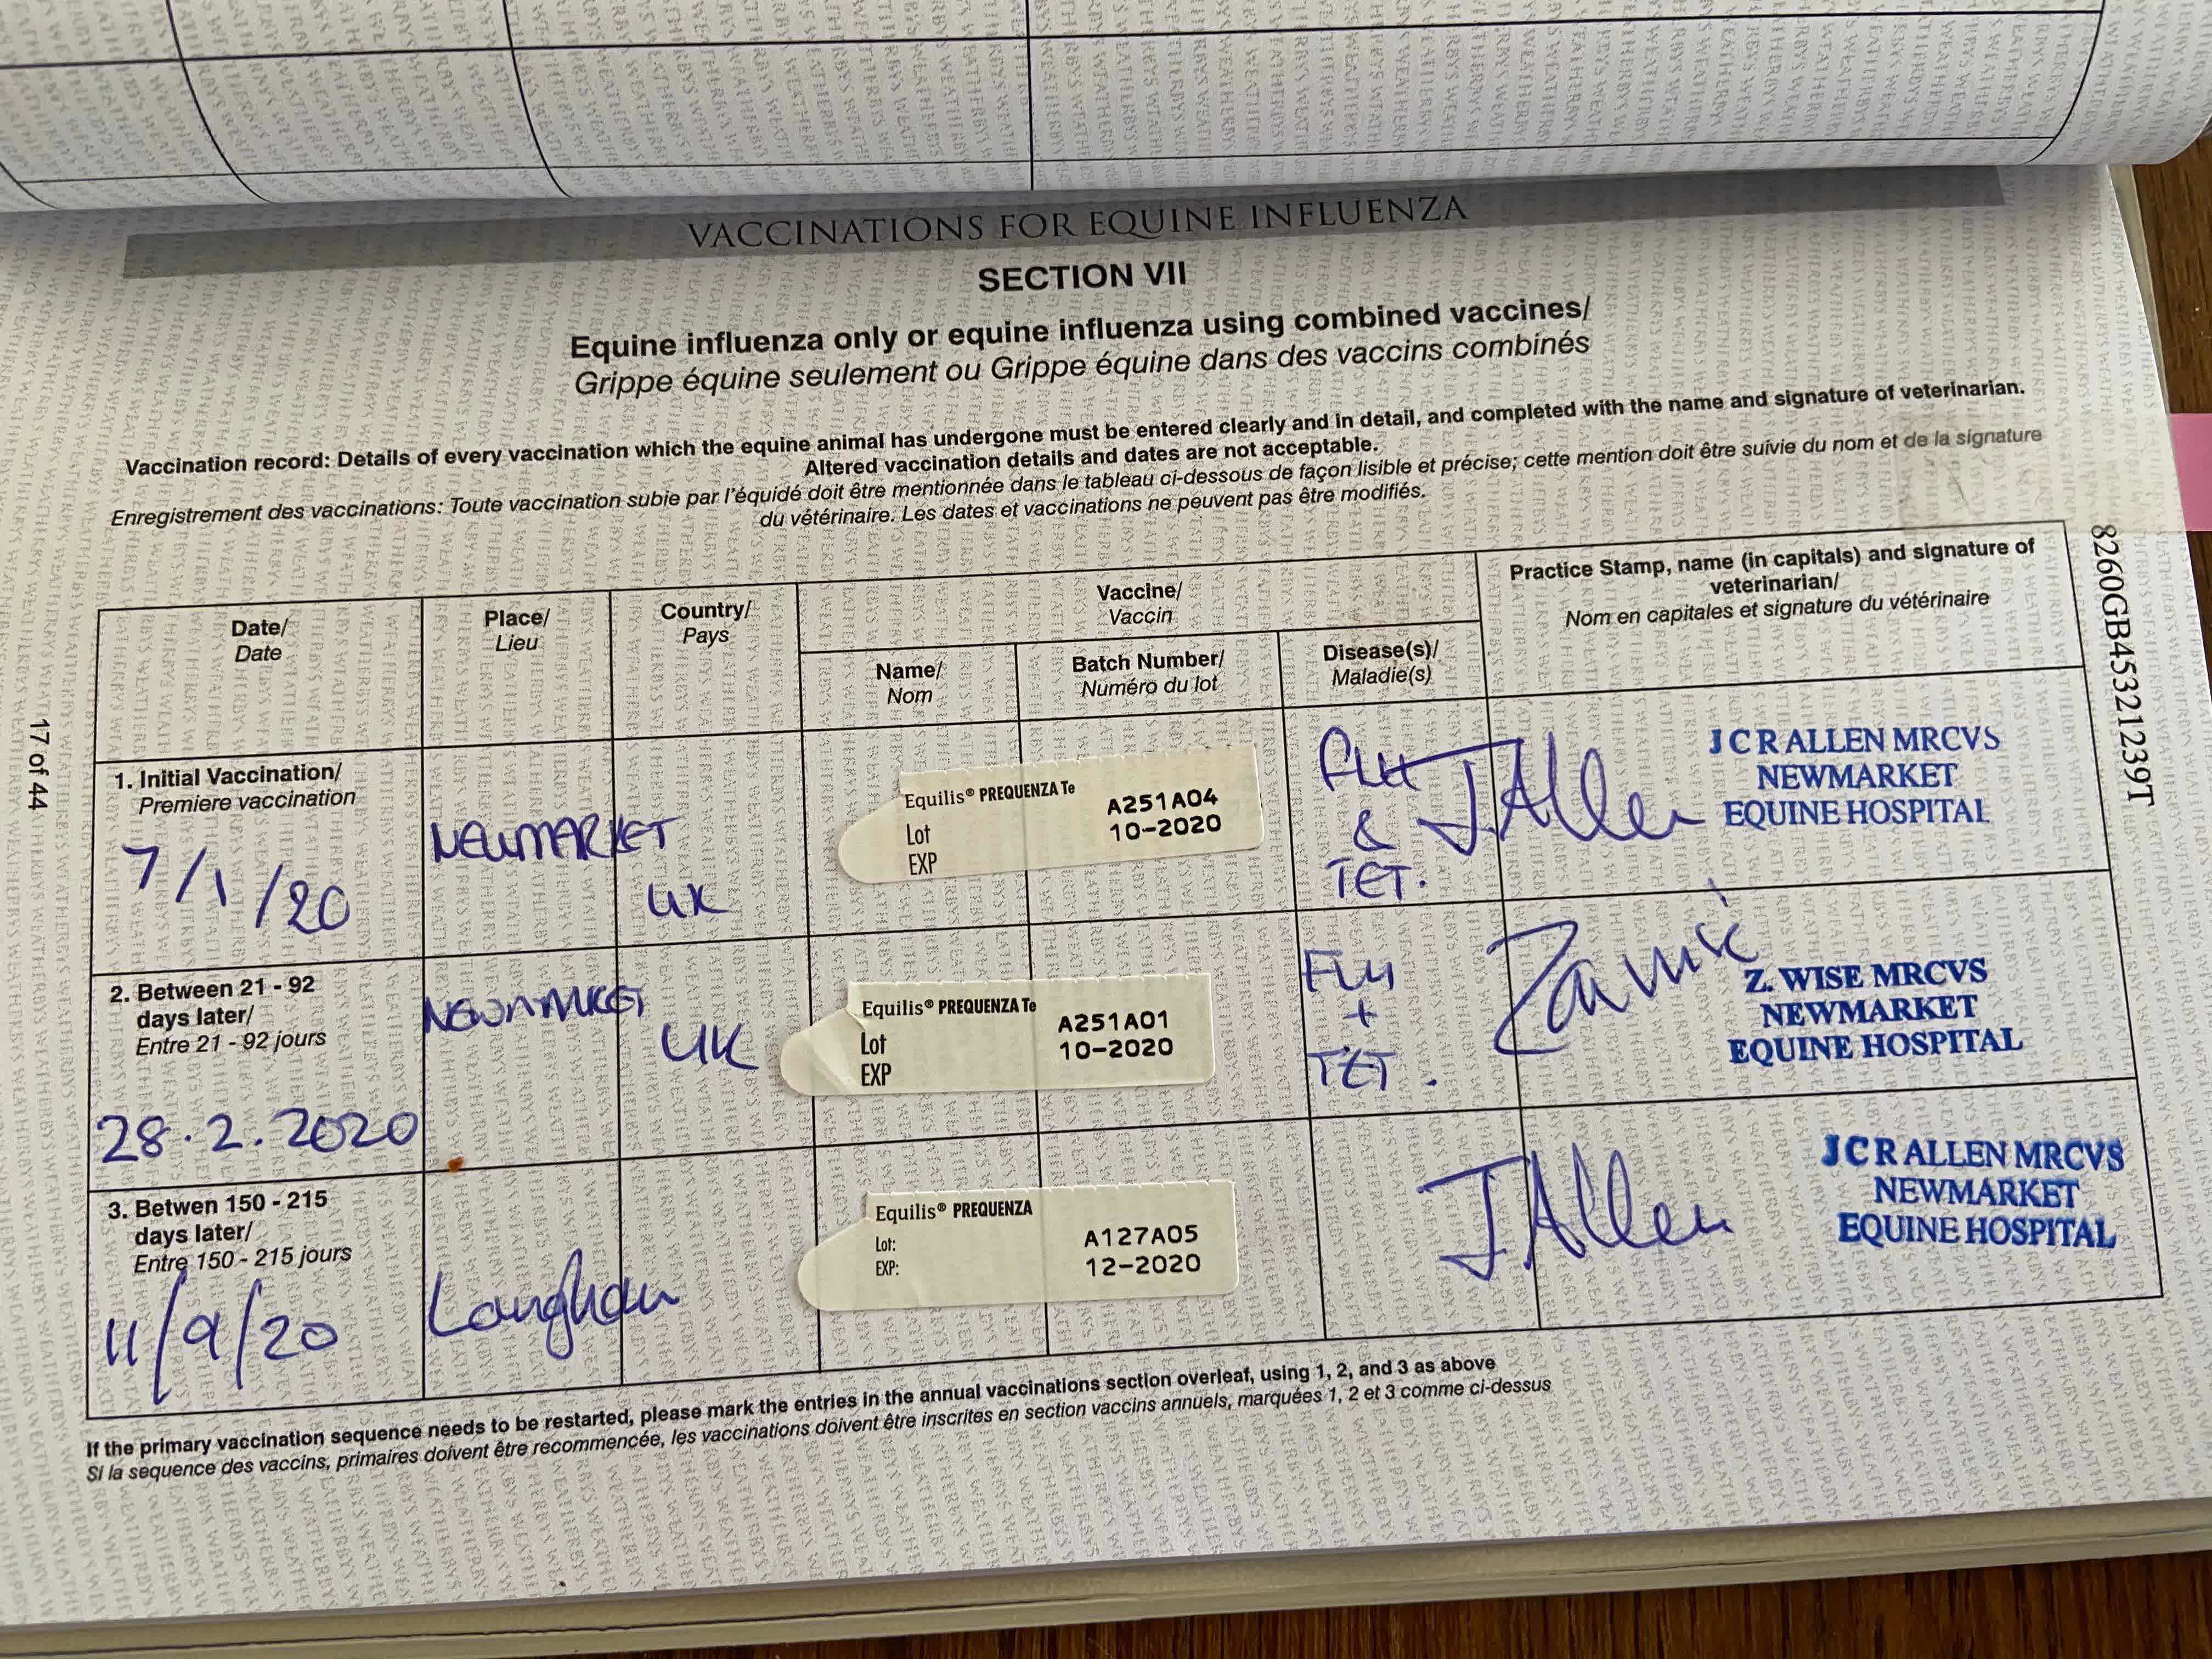 VACCINATIONS FOR EQUINE INFLUENZA
SECTION VII
Equine influenza only or equine influenza using combined vaccines/
Grippe équine seulement ou Grippe équine dans des vaccins combinés
Vaccination record: Details of every vaccination which the equine animal has undergone must be entered clearly and in detail, and completed with the name and signature of veterinarian.
Altered vaccination details and dates are not acceptable.
Enregistrement des vaccinations: Toute vaccination subie par l'équidé doit être mentionnée dans le tableau ci-dessous de façon lisible et précise; cette mention doit être suivie du nom et de la signature
du vétérinaire. Les dates et vaccinations ne peuvent pas être modifiés.
Date/
Date
Place/
Lieu
Country/
Pays
Vaccine/
Vaccin
Name/
Nom
Batch Number/
Numéro du lot
Disease(s)/
Maladie(s)
Practice Stamp, name (in capitals) and signature of
veterinarian/
Nom en capitales et signature du vétérinaire
1. Initial Vaccination/
Premiere vaccination
7/1/20
NEWMARKET
UK
Equilis® PREQUENZA Te
Lot A251A04
EXP 10-2020
FLU
&
TET.
JAllen
J C R ALLEN MRCVS
NEWMARKET
EQUINE HOSPITAL
2. Between 21 - 92
days later/
Entre 21 - 92 jours
28.2.2020
NEWMARKET
UK
Equilis® PREQUENZA Te
Lot A251A01
EXP 10-2020
FLU
+
TET.
Z. WISE MRCVS
NEWMARKET
EQUINE HOSPITAL
3. Betwen 150 - 215
days later/
Entre 150 - 215 jours
11/9/20
Langham
Equilis® PREQUENZA
Lot: A127A05
EXP: 12-2020
JAllen
J C R ALLEN MRCVS
NEWMARKET
EQUINE HOSPITAL
If the primary vaccination sequence needs to be restarted, please mark the entries in the annual vaccinations section overleaf, using 1, 2, and 3 as above
Si la sequence des vaccins, primaires doivent être recommencée, les vaccinations doivent être inscrites en section vaccins annuels, marquées 1, 2 et 3 comme ci-dessus
17 of 44
8260GB45321239T